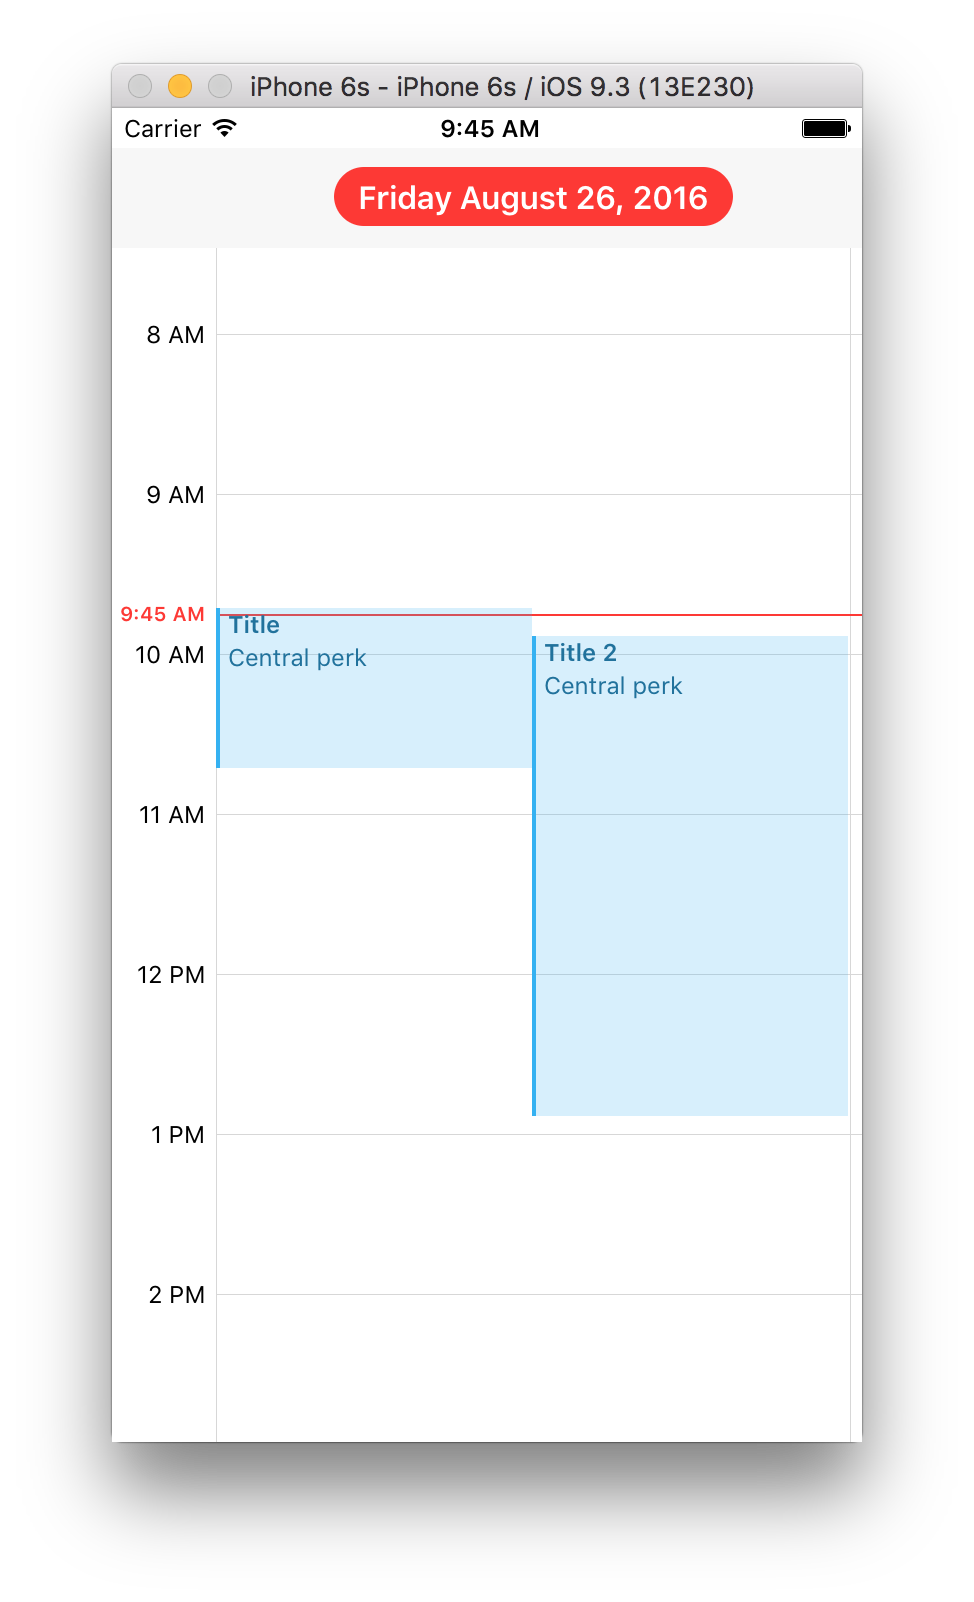 iPhone 6s - iPhone 6s / iOS 9.3 (13E230)
Carrier 9:45 AM
Friday August 26, 2016
8 AM
9 AM
9:45 AM
Title
10 AM
Central perk
Title 2
Central perk
11 AM
12 PM
1 PM
2 PM